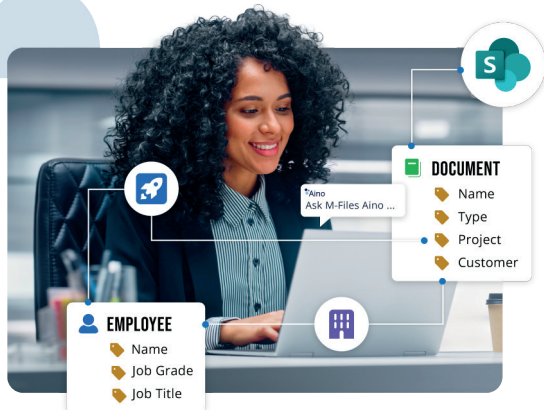 S
DOCUMENT
Name
Type
Project
Customer
Aino
Ask M-Files Aino ...
EMPLOYEE
Name
Job Grade
Job Title